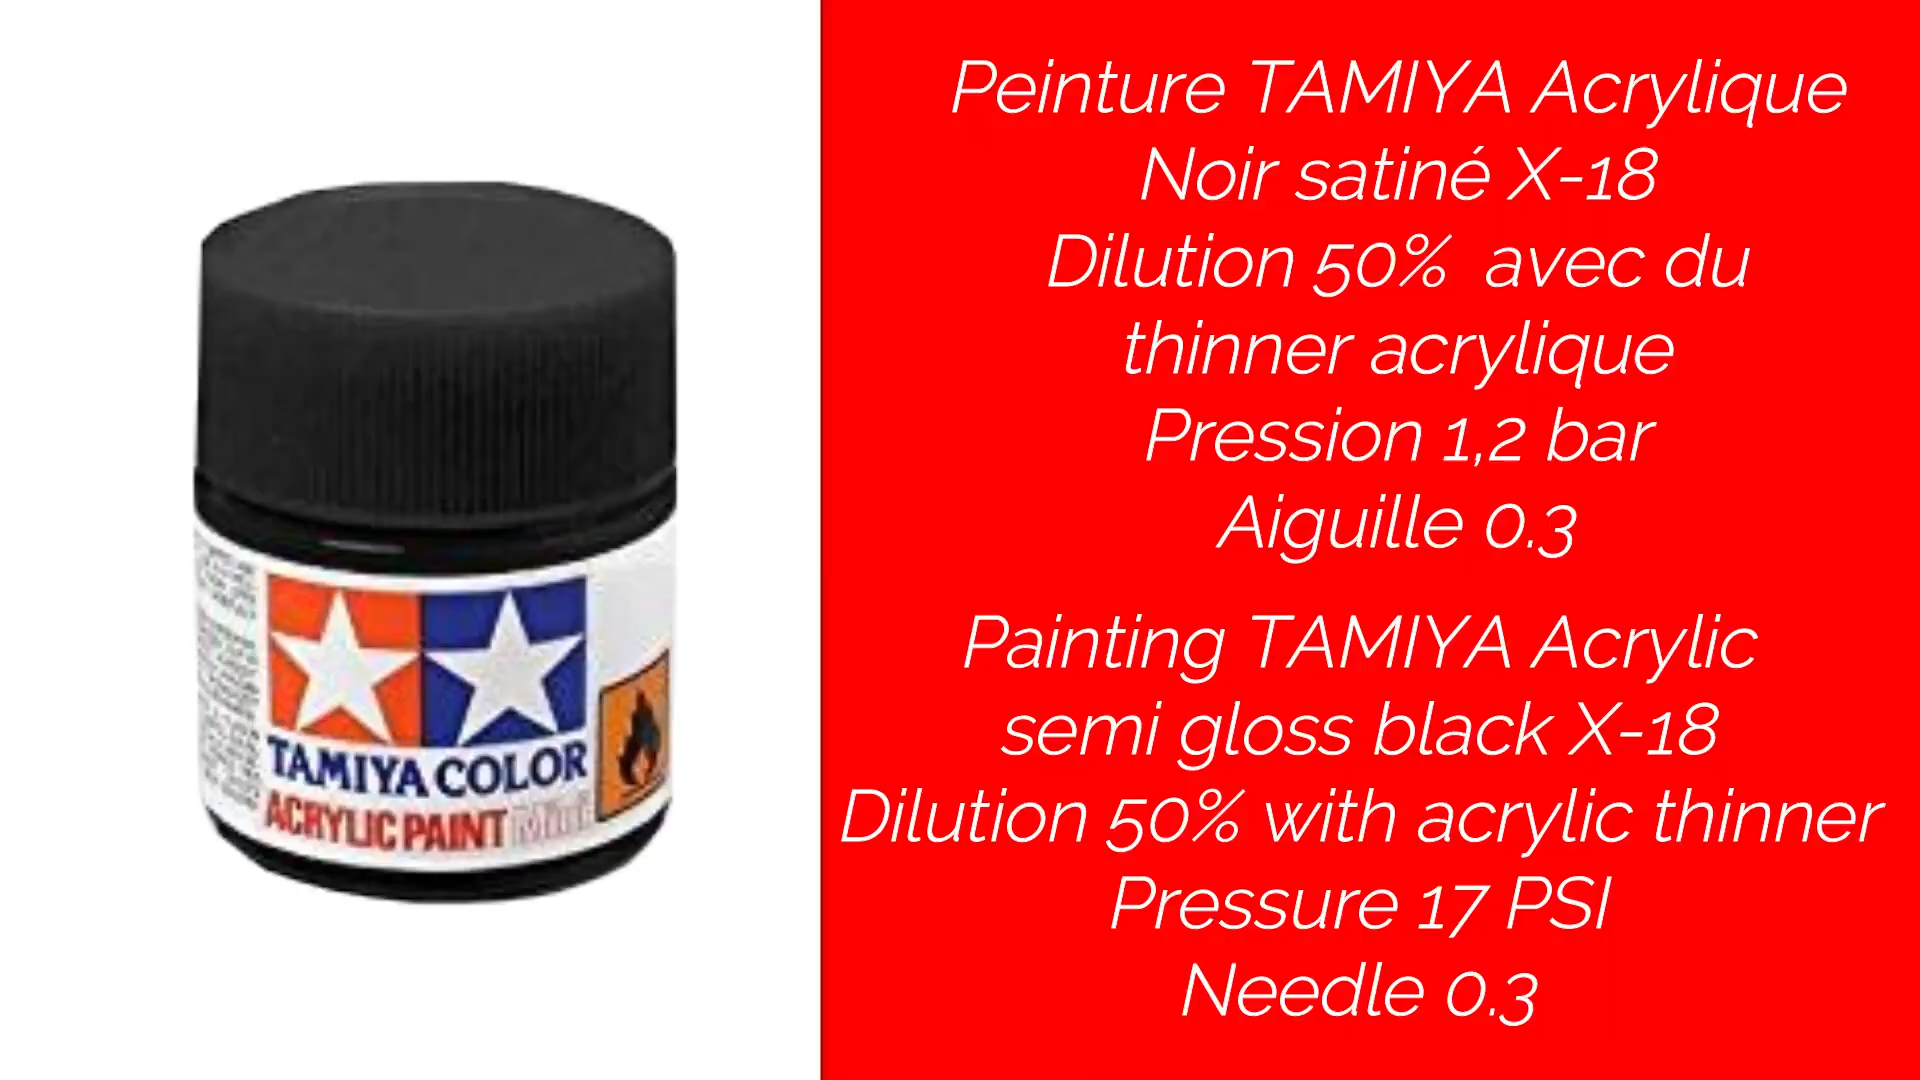 Peinture TAMIYA Acrylique
Noir satiné X-18
Dilution 50%  avec du
thinner acrylique
Pression 1,2 bar
Aiguille 0.3
Painting TAMIYA Acrylic
semi gloss black X-18
Dilution 50% with acrylic thinner
Pressure 17 PSI
Needle 0.3
TAMIYA COLOR
ACRYLIC PAINT Mini